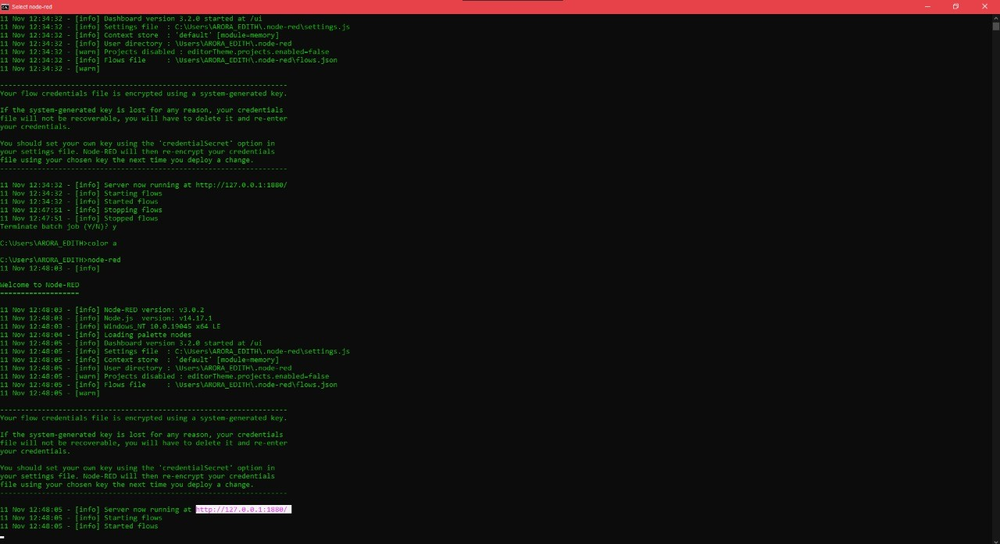 Select node-red
11 Nov 12:34:32 - [info] Dashboard version 3.2.0 started at /ui
11 Nov 12:34:32 - [info] Settings file  : C:\Users\ARORA_EDITH\.node-red\settings.js
11 Nov 12:34:32 - [info] Context store  : 'default' [module=memory]
11 Nov 12:34:32 - [info] User directory : \Users\ARORA_EDITH\.node-red
11 Nov 12:34:32 - [warn] Projects disabled : editorTheme.projects.enabled=false
11 Nov 12:34:32 - [info] Flows file     : \Users\ARORA_EDITH\.node-red\flows.json
11 Nov 12:34:32 - [warn]
---------------------------------------------------------------------
Your flow credentials file is encrypted using a system-generated key.
If the system-generated key is lost for any reason, your credentials
file will not be recoverable, you will have to delete it and re-enter
your credentials.
You should set your own key using the 'credentialSecret' option in
your settings file. Node-RED will then re-encrypt your credentials
file using your chosen key the next time you deploy a change.
---------------------------------------------------------------------
11 Nov 12:34:32 - [info] Server now running at http://127.0.0.1:1880/
11 Nov 12:34:32 - [info] Starting flows
11 Nov 12:34:32 - [info] Started flows
11 Nov 12:47:51 - [info] Stopping flows
11 Nov 12:47:51 - [info] Stopped flows
Terminate batch job (Y/N)? y
C:\Users\ARORA_EDITH>color a
C:\Users\ARORA_EDITH>node-red
11 Nov 12:48:03 - [info]
Welcome to Node-RED
===================
11 Nov 12:48:03 - [info] Node-RED version: v3.0.2
11 Nov 12:48:03 - [info] Node.js  version: v14.17.1
11 Nov 12:48:03 - [info] Windows_NT 10.0.19045 x64 LE
11 Nov 12:48:04 - [info] Loading palette nodes
11 Nov 12:48:05 - [info] Dashboard version 3.2.0 started at /ui
11 Nov 12:48:05 - [info] Settings file  : C:\Users\ARORA_EDITH\.node-red\settings.js
11 Nov 12:48:05 - [info] Context store  : 'default' [module=memory]
11 Nov 12:48:05 - [info] User directory : \Users\ARORA_EDITH\.node-red
11 Nov 12:48:05 - [warn] Projects disabled : editorTheme.projects.enabled=false
11 Nov 12:48:05 - [info] Flows file     : \Users\ARORA_EDITH\.node-red\flows.json
11 Nov 12:48:05 - [warn]
---------------------------------------------------------------------
Your flow credentials file is encrypted using a system-generated key.
If the system-generated key is lost for any reason, your credentials
file will not be recoverable, you will have to delete it and re-enter
your credentials.
You should set your own key using the 'credentialSecret' option in
your settings file. Node-RED will then re-encrypt your credentials
file using your chosen key the next time you deploy a change.
---------------------------------------------------------------------
11 Nov 12:48:05 - [info] Server now running at http://127.0.0.1:1880/
11 Nov 12:48:05 - [info] Starting flows
11 Nov 12:48:05 - [info] Started flows